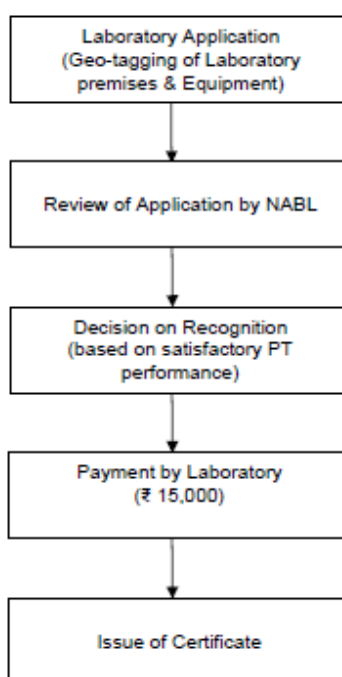 Laboratory Application
(Geo-tagging of Laboratory
premises & Equipment)
Review of Application by NABL
Decision on Recognition
(based on satisfactory PT
performance)
Payment by Laboratory
(₹ 15,000)
Issue of Certificate